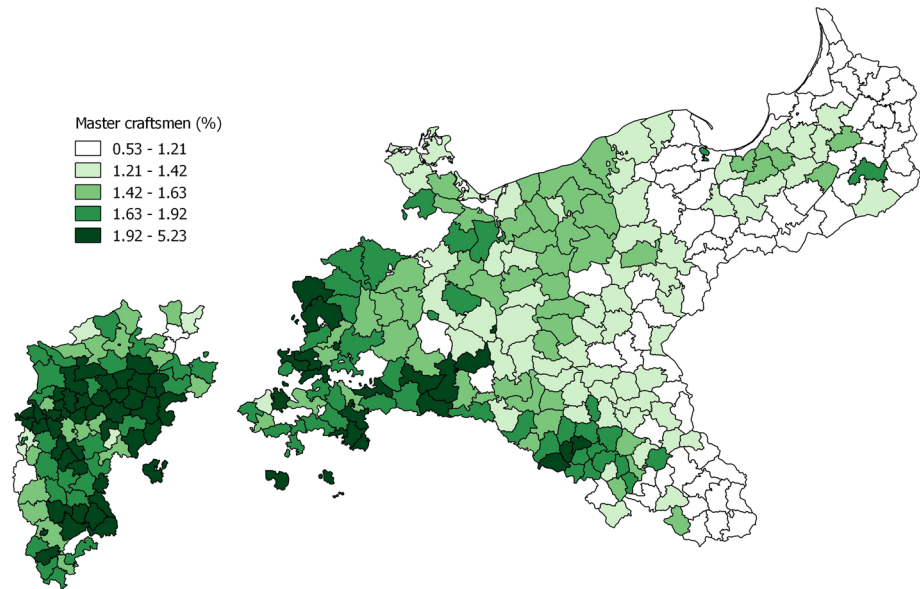 Master craftsmen (%)
0.53 - 1.21
1.21 - 1.42
1.42 - 1.63
1.63 - 1.92
1.92 - 5.23